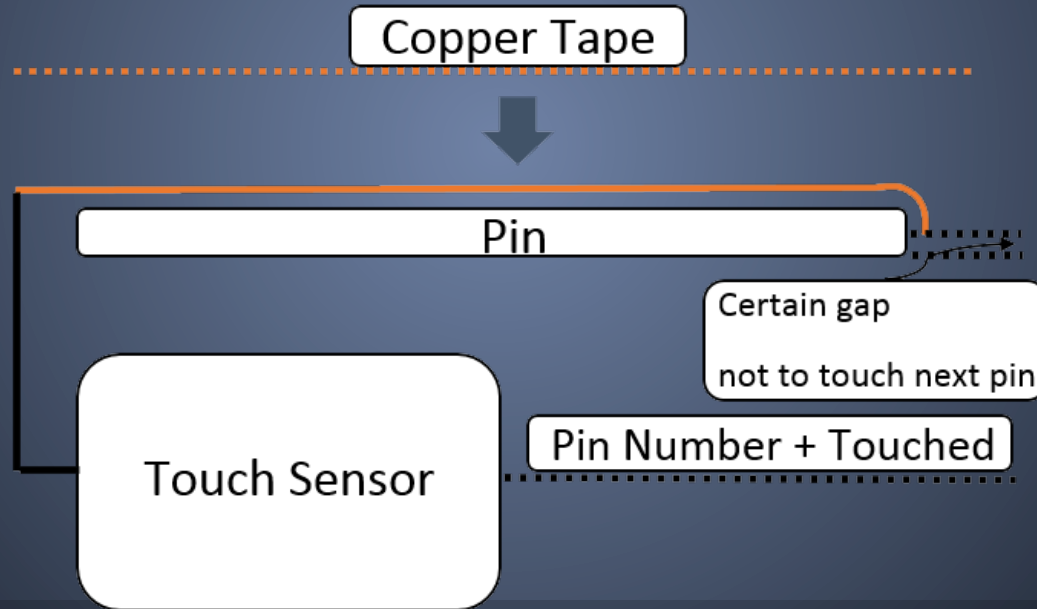 Copper Tape
Pin
Certain gap
not to touch next pin
Pin Number + Touched
Touch Sensor